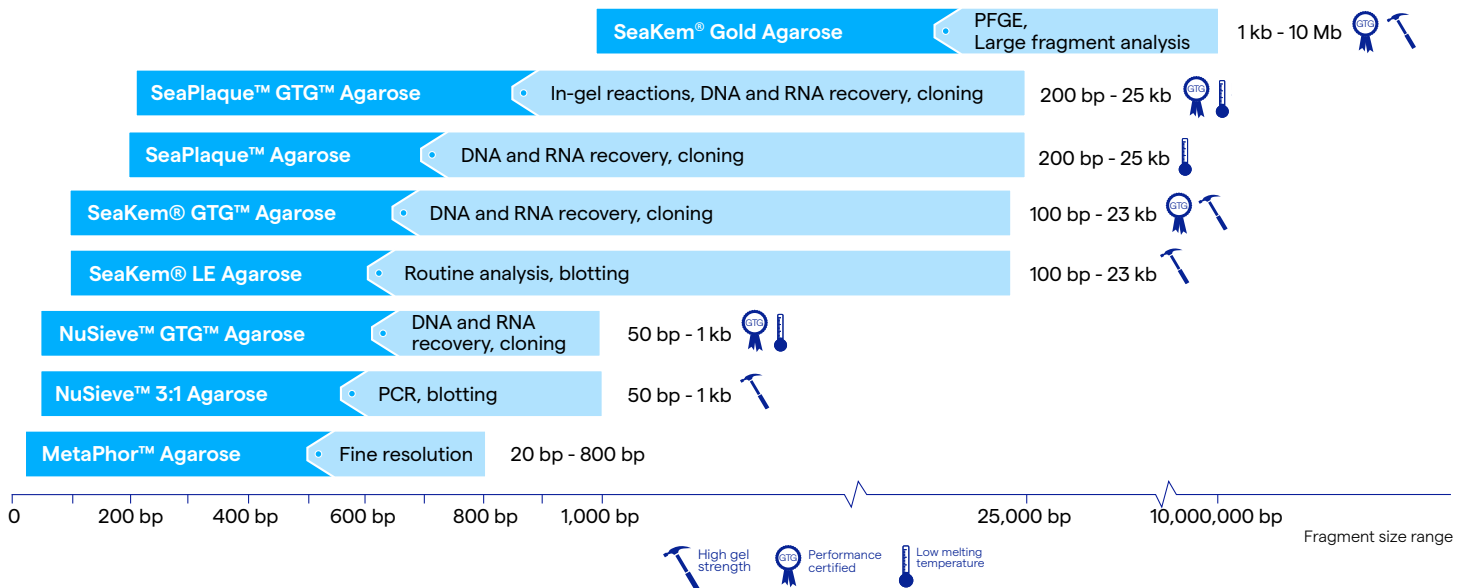 SeaKem® Gold Agarose
PFGE,
Large fragment analysis
1 kb - 10 Mb
GTG
SeaPlaque™ GTG™ Agarose
In-gel reactions, DNA and RNA recovery, cloning
200 bp - 25 kb
GTG
SeaPlaque™ Agarose
DNA and RNA recovery, cloning
200 bp - 25 kb
SeaKem® GTG™ Agarose
DNA and RNA recovery, cloning
100 bp - 23 kb
GTG
SeaKem® LE Agarose
Routine analysis, blotting
100 bp - 23 kb
NuSieve™ GTG™ Agarose
DNA and RNA
recovery, cloning
50 bp - 1 kb
GTG
NuSieve™ 3:1 Agarose
PCR, blotting
50 bp - 1 kb
MetaPhor™ Agarose
Fine resolution
20 bp - 800 bp
0
200 bp
400 bp
600 bp
800 bp
1,000 bp
25,000 bp
10,000,000 bp
Fragment size range
High gel
strength
GTG
Performance
certified
Low melting
temperature